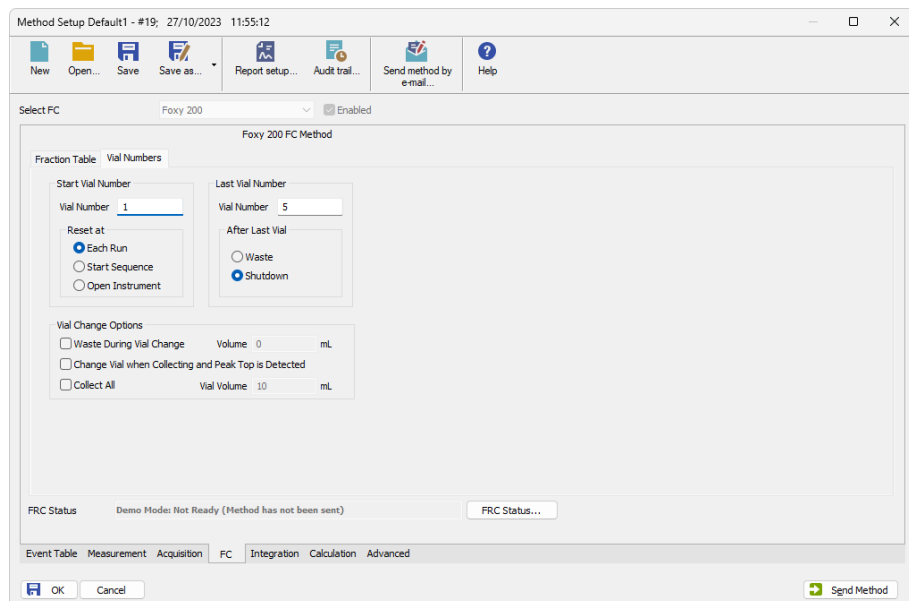 Method Setup Default1 - #19; 27/10/2023 11:55:12
New Open... Save Save as... Report setup... Audit trail... Send method by e-mail... Help
Select FC Foxy 200 Enabled
Foxy 200 FC Method
Fraction Table Vial Numbers
Start Vial Number Last Vial Number
Vial Number 1 Vial Number 5
Reset at After Last Vial
Each Run
Waste
Start Sequence
Shutdown
Open Instrument
Vial Change Options
Waste During Vial Change Volume 0 mL
Change Vial when Collecting and Peak Top is Detected
Collect All Vial Volume 10 mL
FRC Status Demo Mode: Not Ready (Method has not been sent) FRC Status...
Event Table Measurement Acquisition FC Integration Calculation Advanced
OK Cancel Send Method